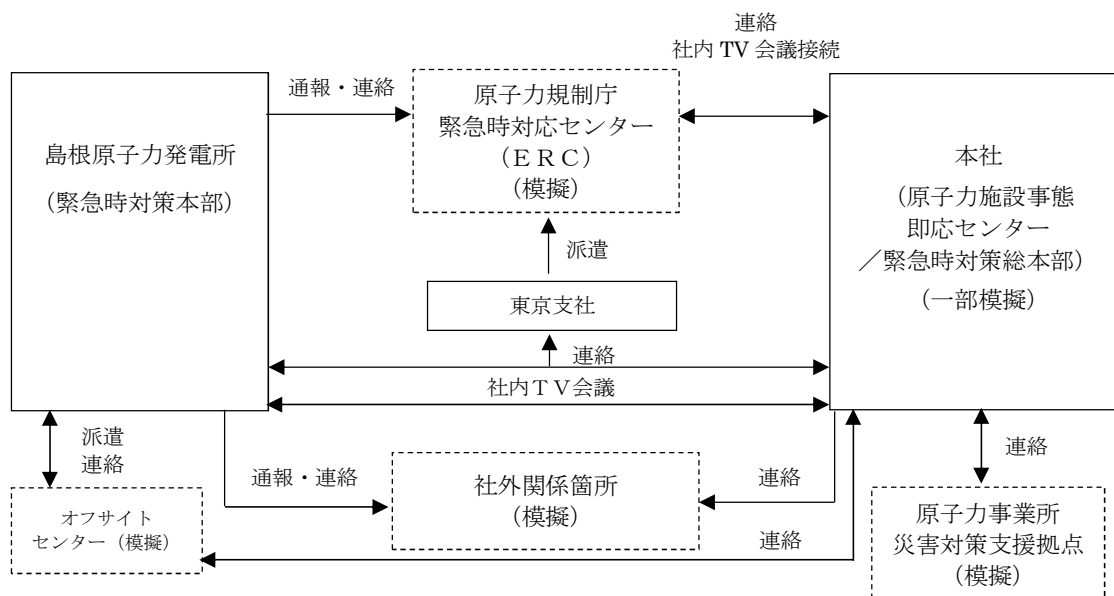 連絡
社内 TV 会議接続
通報・連絡
原子力規制庁
緊急時対応センター
（ＥＲＣ）
(模擬)
島根原子力発電所
（緊急時対策本部）
本社
（原子力施設事態
即応センター
／緊急時対策総本部）
（一部模擬）
派遣
東京支社
連絡
社内ＴＶ会議
派遣
連絡
通報・連絡
社外関係箇所
(模擬)
連絡
連絡
オフサイト
センター（模擬）
連絡
原子力事業所
災害対策支援拠点
(模擬)